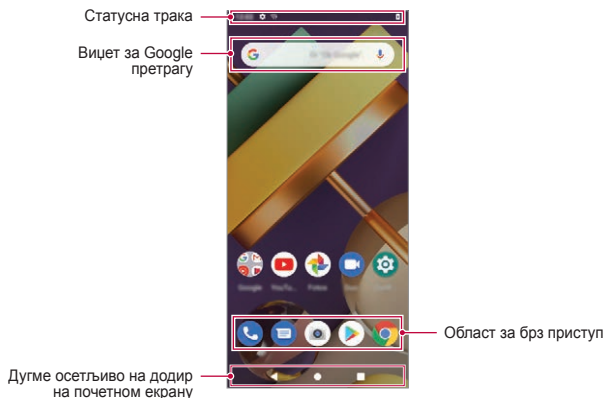 Статусна трака
Виџет за Google
претрагу
Област за брз приступ
Дугме осетљиво на додир
на почетном екрану